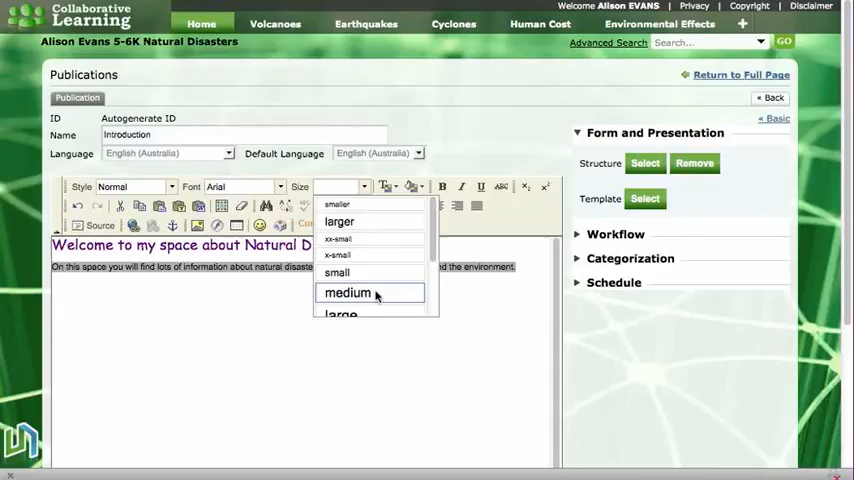 Collaborative Learning
Welcome Alison EVANS | Privacy | Copyright | Disclaimer
Home Volcanoes Earthquakes Cyclones Human Cost Environmental Effects +
Alison Evans 5-6K Natural Disasters
Advanced Search Search... GO
Publications
Return to Full Page
Publication
« Back
ID Autogenerate ID
« Basic
Name Introduction
Form and Presentation
Language English (Australia) Default Language English (Australia)
Structure Select Remove
Style Normal Font Arial Size
B I U ABC x₂ x²
Template Select
smaller
larger
Source
Workflow
xx-small
Welcome to my space about Natural D
x-small
Categorization
On this space you will find lots of information about natural disaste
nd the environment.
small
Schedule
medium
large